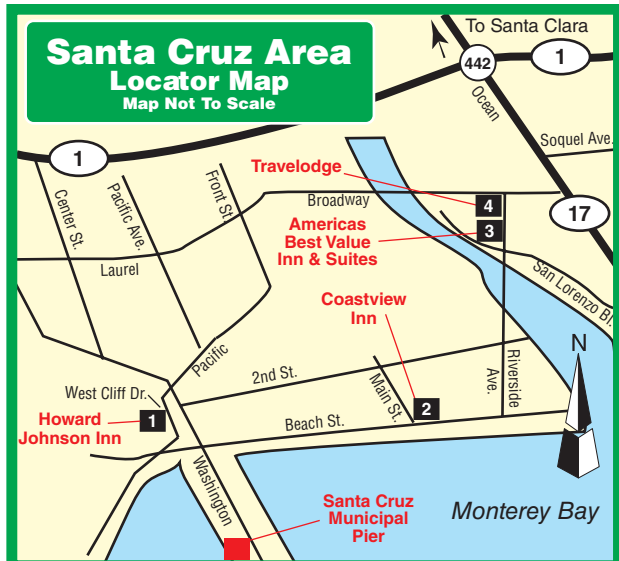 Santa Cruz Area
Locator Map
Map Not To Scale
To Santa Clara
442
1
Ocean
Soquel Ave.
1
Travelodge
Broadway
4
17
Center St.
Pacific Ave.
Front St.
Americas
Best Value
Inn & Suites
3
Laurel
San Lorenzo Bl.
Coastview
Inn
N
Pacific
2nd St.
Main St.
Riverside
Ave.
West Cliff Dr.
1
2
Howard
Johnson Inn
Beach St.
Washington
Santa Cruz
Municipal
Pier
Monterey Bay